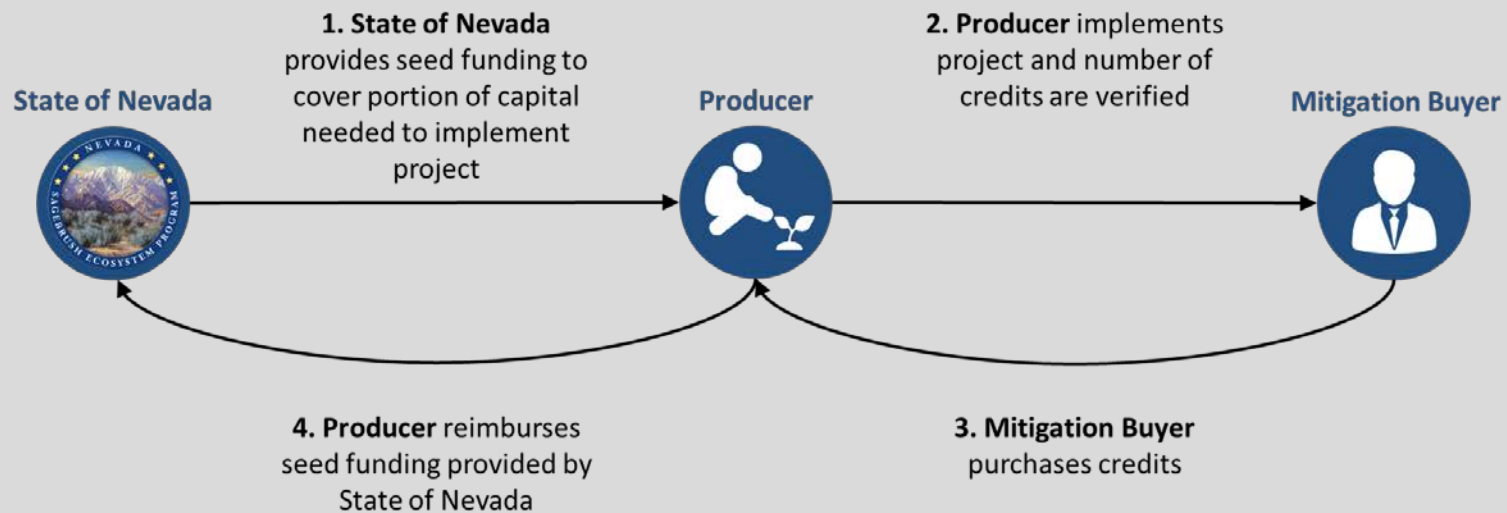 1. State of Nevada
provides seed funding to
cover portion of capital
needed to implement
project
2. Producer implements
project and number of
credits are verified
State of Nevada
Producer
Mitigation Buyer
NEVADA
SAGEBRUSH ECOSYSTEM PROGRAM
4. Producer reimburses
seed funding provided by
State of Nevada
3. Mitigation Buyer
purchases credits